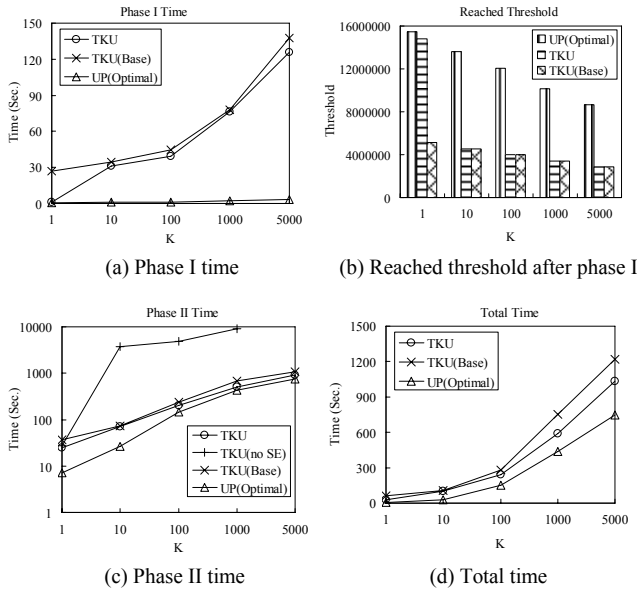 Phase I Time
150
120
90
60
30
0
Time (Sec.)
TKU
TKU(Base)
UP(Optimal)
1 10 100 1000 5000
K
(a) Phase I time
Reached Threshold
16000000
12000000
8000000
4000000
0
Threshold
UP(Optimal)
TKU
TKU(Base)
1 10 100 1000 5000
K
(b) Reached threshold after phase I
Phase II Time
10000
1000
100
10
1
Time (Sec.)
TKU
TKU(no SE)
TKU(Base)
UP(Optimal)
1 10 100 1000 5000
K
(c) Phase II time
Total Time
1500
1200
900
600
300
0
Time (Sec.)
TKU
TKU(Base)
UP(Optimal)
1 10 100 1000 5000
K
(d) Total time